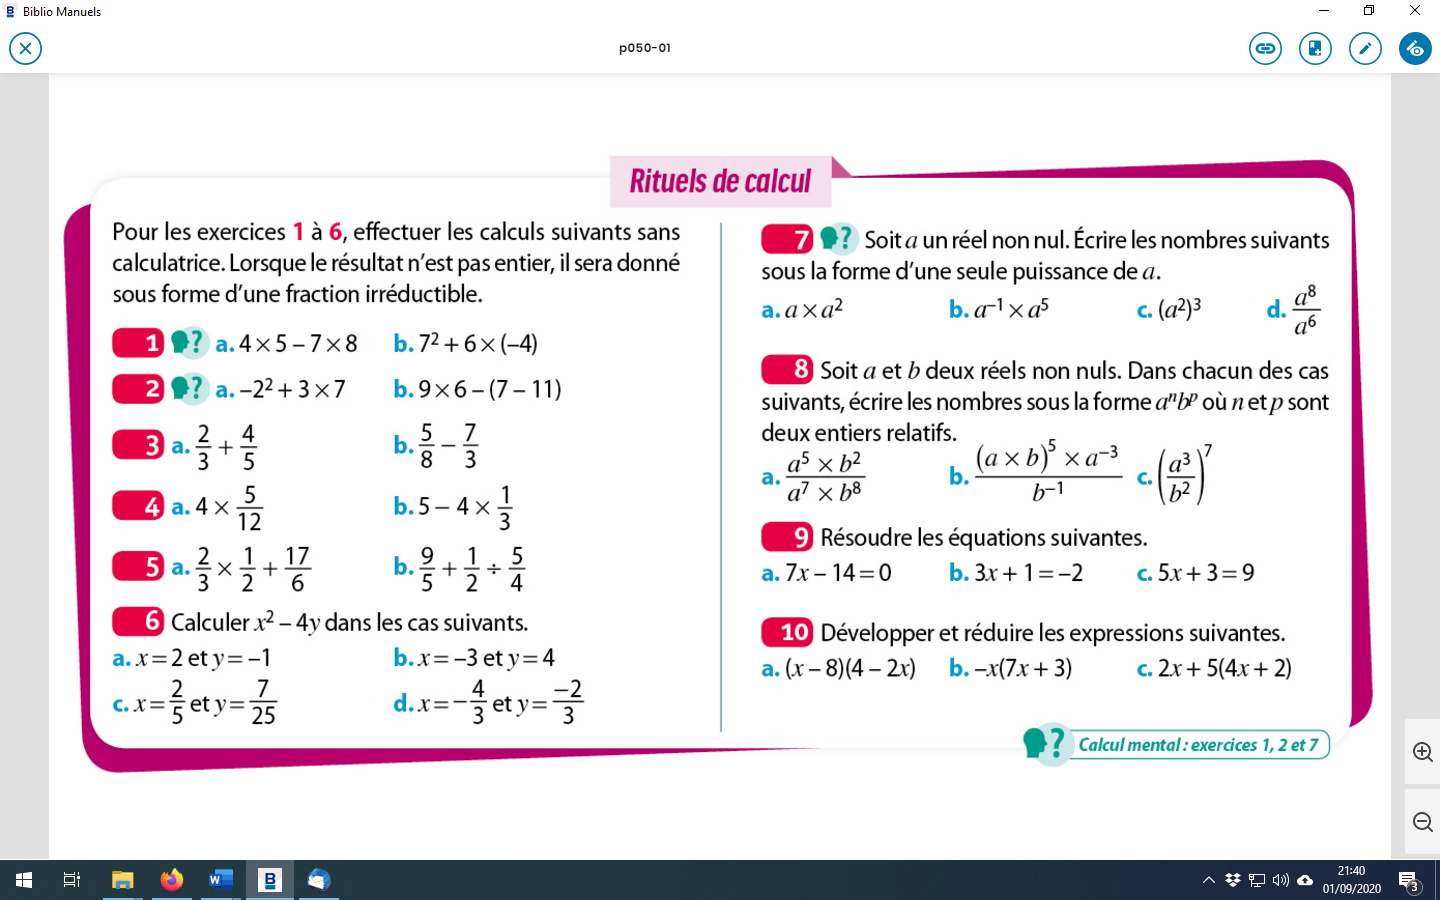 Biblio Manuels
p050-01
Rituels de calcul
Pour les exercices 1 à 6, effectuer les calculs suivants sans
calculatrice. Lorsque le résultat n'est pas entier, il sera donné
sous forme d'une fraction irréductible.
1 ? a. 4 × 5 – 7 × 8 b. 7² + 6 × (–4)
2 ? a. –2² + 3 × 7 b. 9 × 6 – (7 – 11)
3 a. 2/3 + 4/5 b. 5/8 – 7/3
4 a. 4 × 5/12 b. 5 – 4 × 1/3
5 a. 2/3 × 1/2 + 17/6 b. 9/5 + 1/2 ÷ 5/4
6 Calculer x² – 4y dans les cas suivants.
a. x = 2 et y = –1 b. x = –3 et y = 4
c. x = 2/5 et y = 7/25 d. x = –4/3 et y = –2/3
7 ? Soit a un réel non nul. Écrire les nombres suivants
sous la forme d'une seule puissance de a.
a. a × a² b. a⁻¹ × a⁵ c. (a²)³ d. a⁸/a⁶
8 Soit a et b deux réels non nuls. Dans chacun des cas
suivants, écrire les nombres sous la forme aⁿbᵖ où n et p sont
deux entiers relatifs.
a. (a⁵ × b²)/(a⁷ × b⁸) b. ((a × b)⁵ × a⁻³)/b⁻¹ c. (a³/b²)⁷
9 Résoudre les équations suivantes.
a. 7x – 14 = 0 b. 3x + 1 = –2 c. 5x + 3 = 9
10 Développer et réduire les expressions suivantes.
a. (x – 8)(4 – 2x) b. –x(7x + 3) c. 2x + 5(4x + 2)
? Calcul mental : exercices 1, 2 et 7
21:40
01/09/2020
3